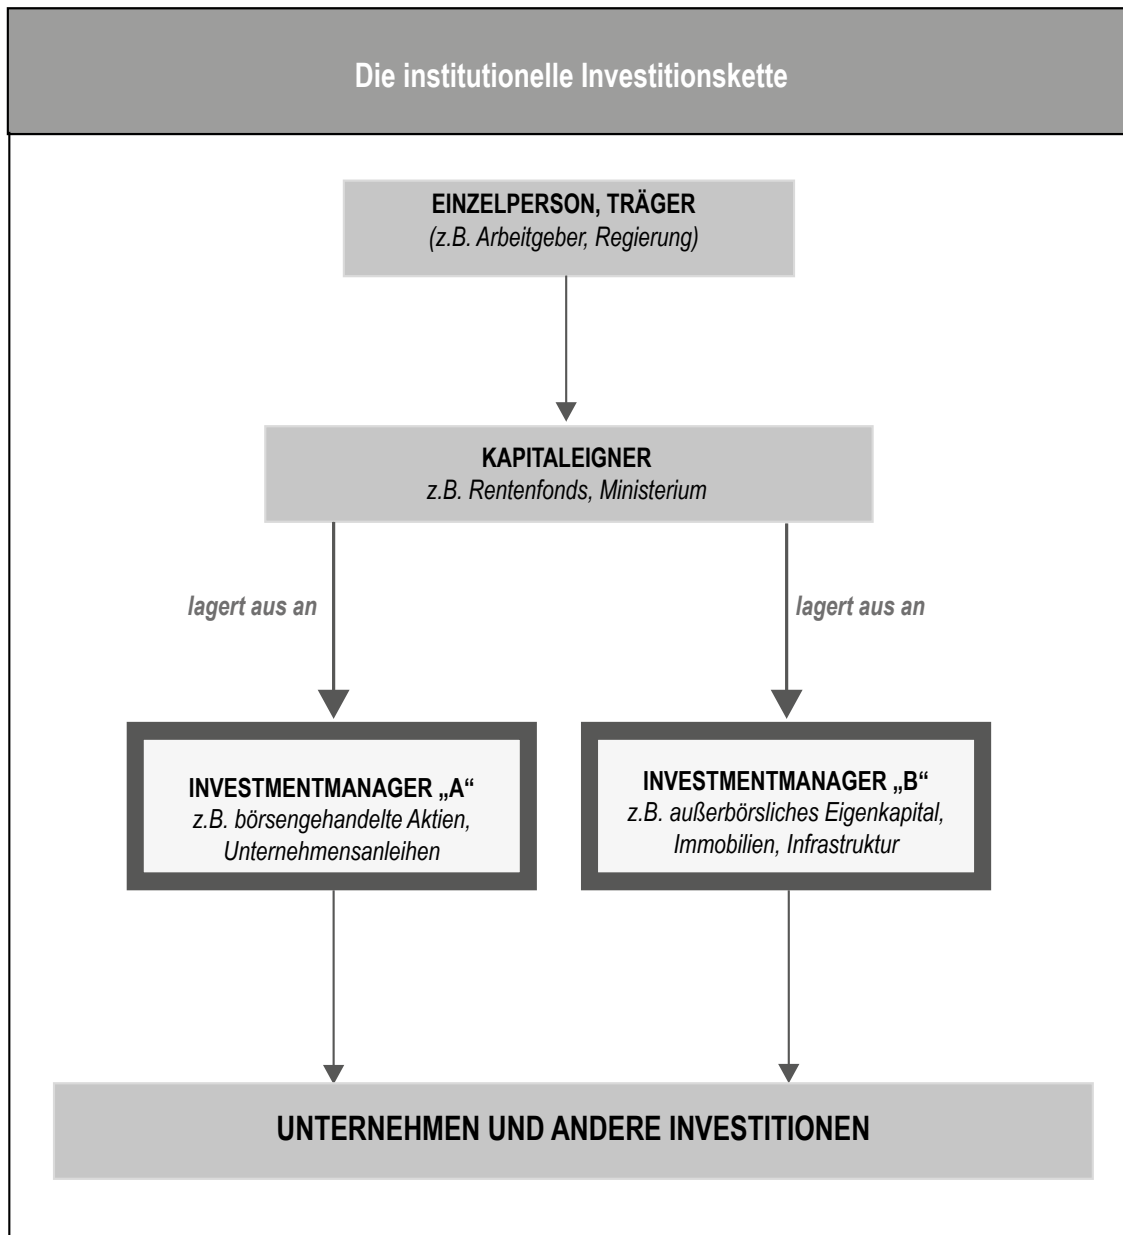 Die institutionelle Investitionskette
EINZELPERSON, TRÄGER
(z.B. Arbeitgeber, Regierung)
KAPITALEIGNER
z.B. Rentenfonds, Ministerium
lagert aus an
lagert aus an
INVESTMENTMANAGER „A“
z.B. börsengehandelte Aktien,
Unternehmensanleihen
INVESTMENTMANAGER „B“
z.B. außerbörsliches Eigenkapital,
Immobilien, Infrastruktur
UNTERNEHMEN UND ANDERE INVESTITIONEN